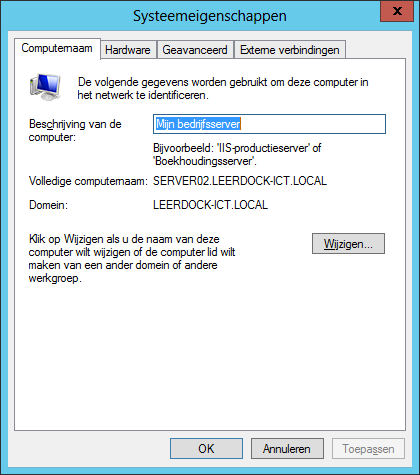 Systeemeigenschappen
x
Computernaam Hardware Geavanceerd Externe verbindingen
De volgende gegevens worden gebruikt om deze computer in
het netwerk te identificeren.
Beschrijving van de
computer:
Mijn bedrijfsserver
Bijvoorbeeld: 'IIS-productieserver' of
'Boekhoudingsserver'.
Volledige computernaam: SERVER02.LEERDOCK-ICT.LOCAL
Domein: LEERDOCK-ICT.LOCAL
Klik op Wijzigen als u de naam van deze
computer wilt wijzigen of de computer lid wilt
maken van een ander domein of andere
werkgroep.
Wijzigen...
OK Annuleren Toepassen